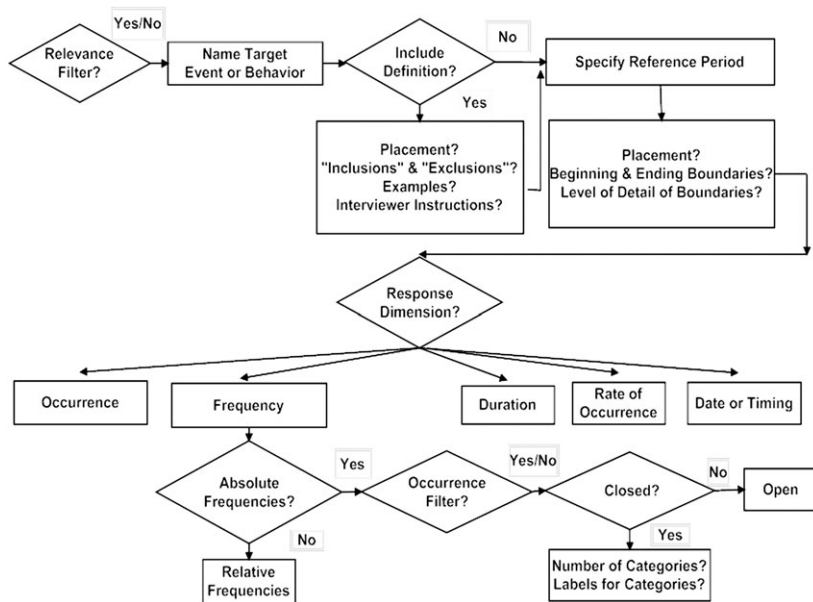 Yes/No
Relevance
Filter?
Name Target
Event or Behavior
Include
Definition?
No
Specify Reference Period
Yes
Placement?
"Inclusions" & "Exclusions"?
Examples?
Interviewer Instructions?
Placement?
Beginning & Ending Boundaries?
Level of Detail of Boundaries?
Response
Dimension?
Occurrence
Frequency
Duration
Rate of
Occurrence
Date or Timing
Absolute
Frequencies?
Yes
Occurrence
Filter?
Yes/No
Closed?
No
Open
No
Relative
Frequencies
Yes
Number of Categories?
Labels for Categories?